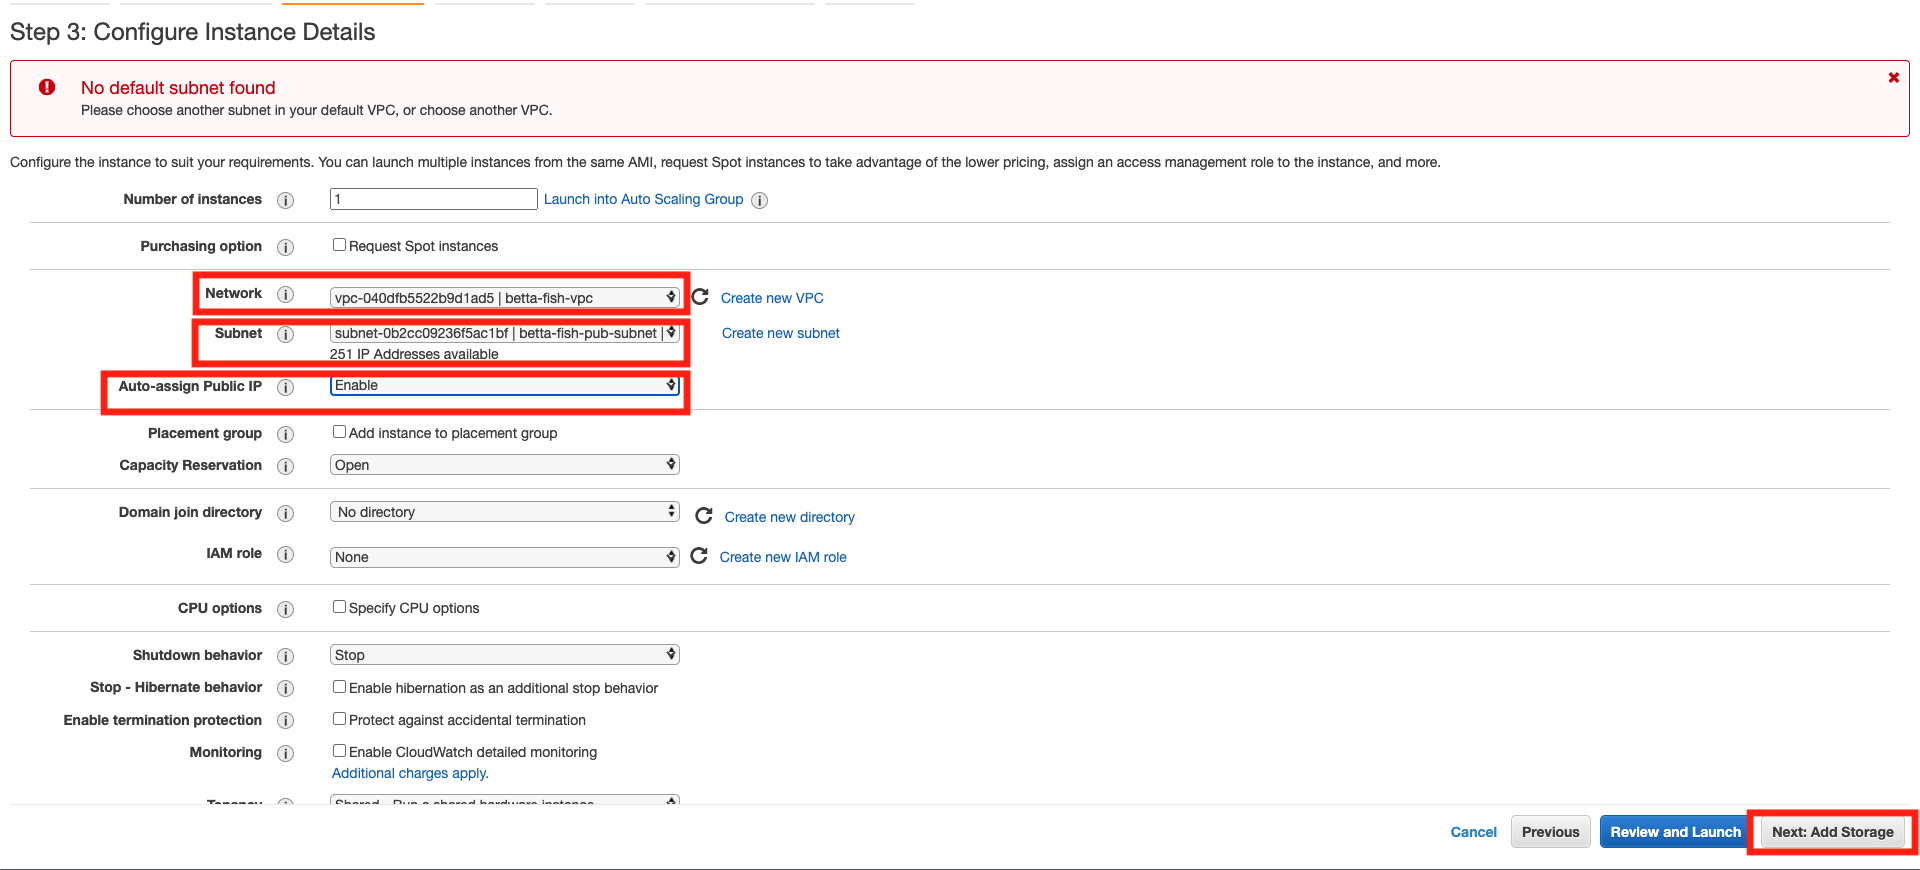 Step 3: Configure Instance Details
No default subnet found
Please choose another subnet in your default VPC, or choose another VPC.
Configure the instance to suit your requirements. You can launch multiple instances from the same AMI, request Spot instances to take advantage of the lower pricing, assign an access management role to the instance, and more.
Number of instances 1 Launch into Auto Scaling Group
Purchasing option Request Spot instances
Network vpc-040dfb5522b9d1ad5 | betta-fish-vpc Create new VPC
Subnet subnet-0b2cc09236f5ac1bf | betta-fish-pub-subnet | Create new subnet
251 IP Addresses available
Auto-assign Public IP Enable
Placement group Add instance to placement group
Capacity Reservation Open
Domain join directory No directory Create new directory
IAM role None Create new IAM role
CPU options Specify CPU options
Shutdown behavior Stop
Stop - Hibernate behavior Enable hibernation as an additional stop behavior
Enable termination protection Protect against accidental termination
Monitoring Enable CloudWatch detailed monitoring
Additional charges apply.
Tenancy Shared - Run a shared hardware instance
Cancel Previous Review and Launch Next: Add Storage